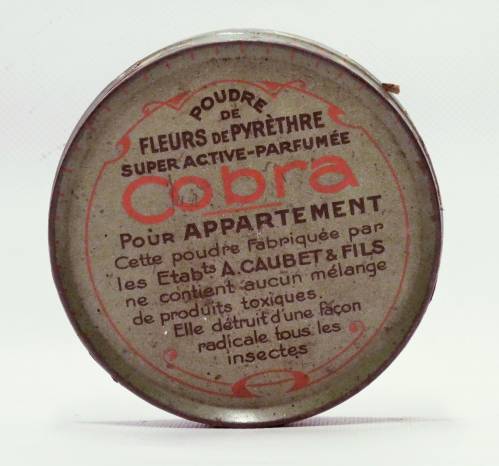 POUDRE
DE
FLEURS DE PYRÈTHRE
SUPER ACTIVE-PARFUMÉE
Cobra
POUR APPARTEMENT
Cette poudre Fabriquée par
les Etabts A. CAUBET & FILS
ne contient aucun mélange
de produits toxiques.
Elle détruit d'une façon
radicale tous les
insectes